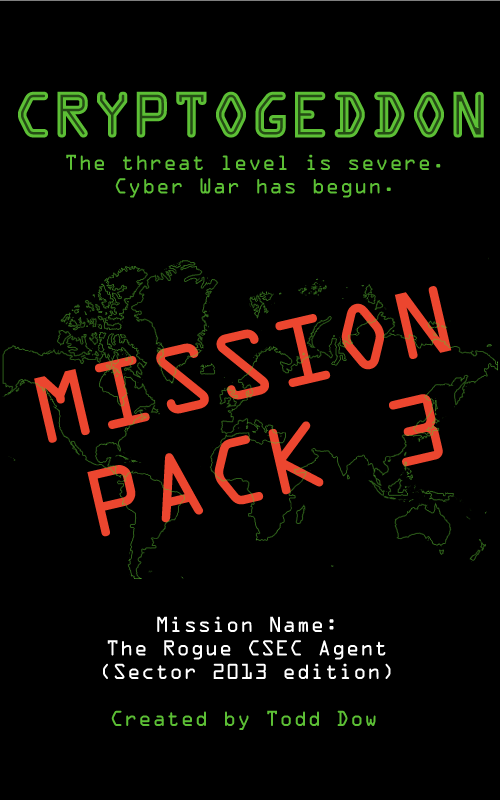 CRYPTOGEDDON
The threat level is severe.
Cyber War has begun.
MISSION
PACK 3
Mission Name:
The Rogue CSEC Agent
(Sector 2013 edition)
Created by Todd Dow